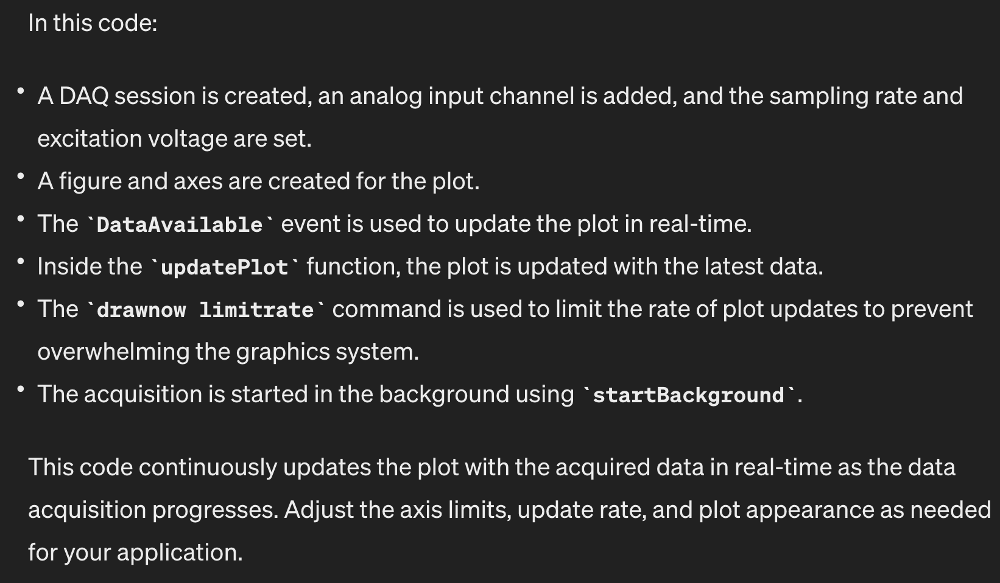 In this code:
• A DAQ session is created, an analog input channel is added, and the sampling rate and
excitation voltage are set.
• A figure and axes are created for the plot.
• The `DataAvailable` event is used to update the plot in real-time.
• Inside the `updatePlot` function, the plot is updated with the latest data.
• The `drawnow limitrate` command is used to limit the rate of plot updates to prevent
overwhelming the graphics system.
• The acquisition is started in the background using `startBackground`.
This code continuously updates the plot with the acquired data in real-time as the data
acquisition progresses. Adjust the axis limits, update rate, and plot appearance as needed
for your application.